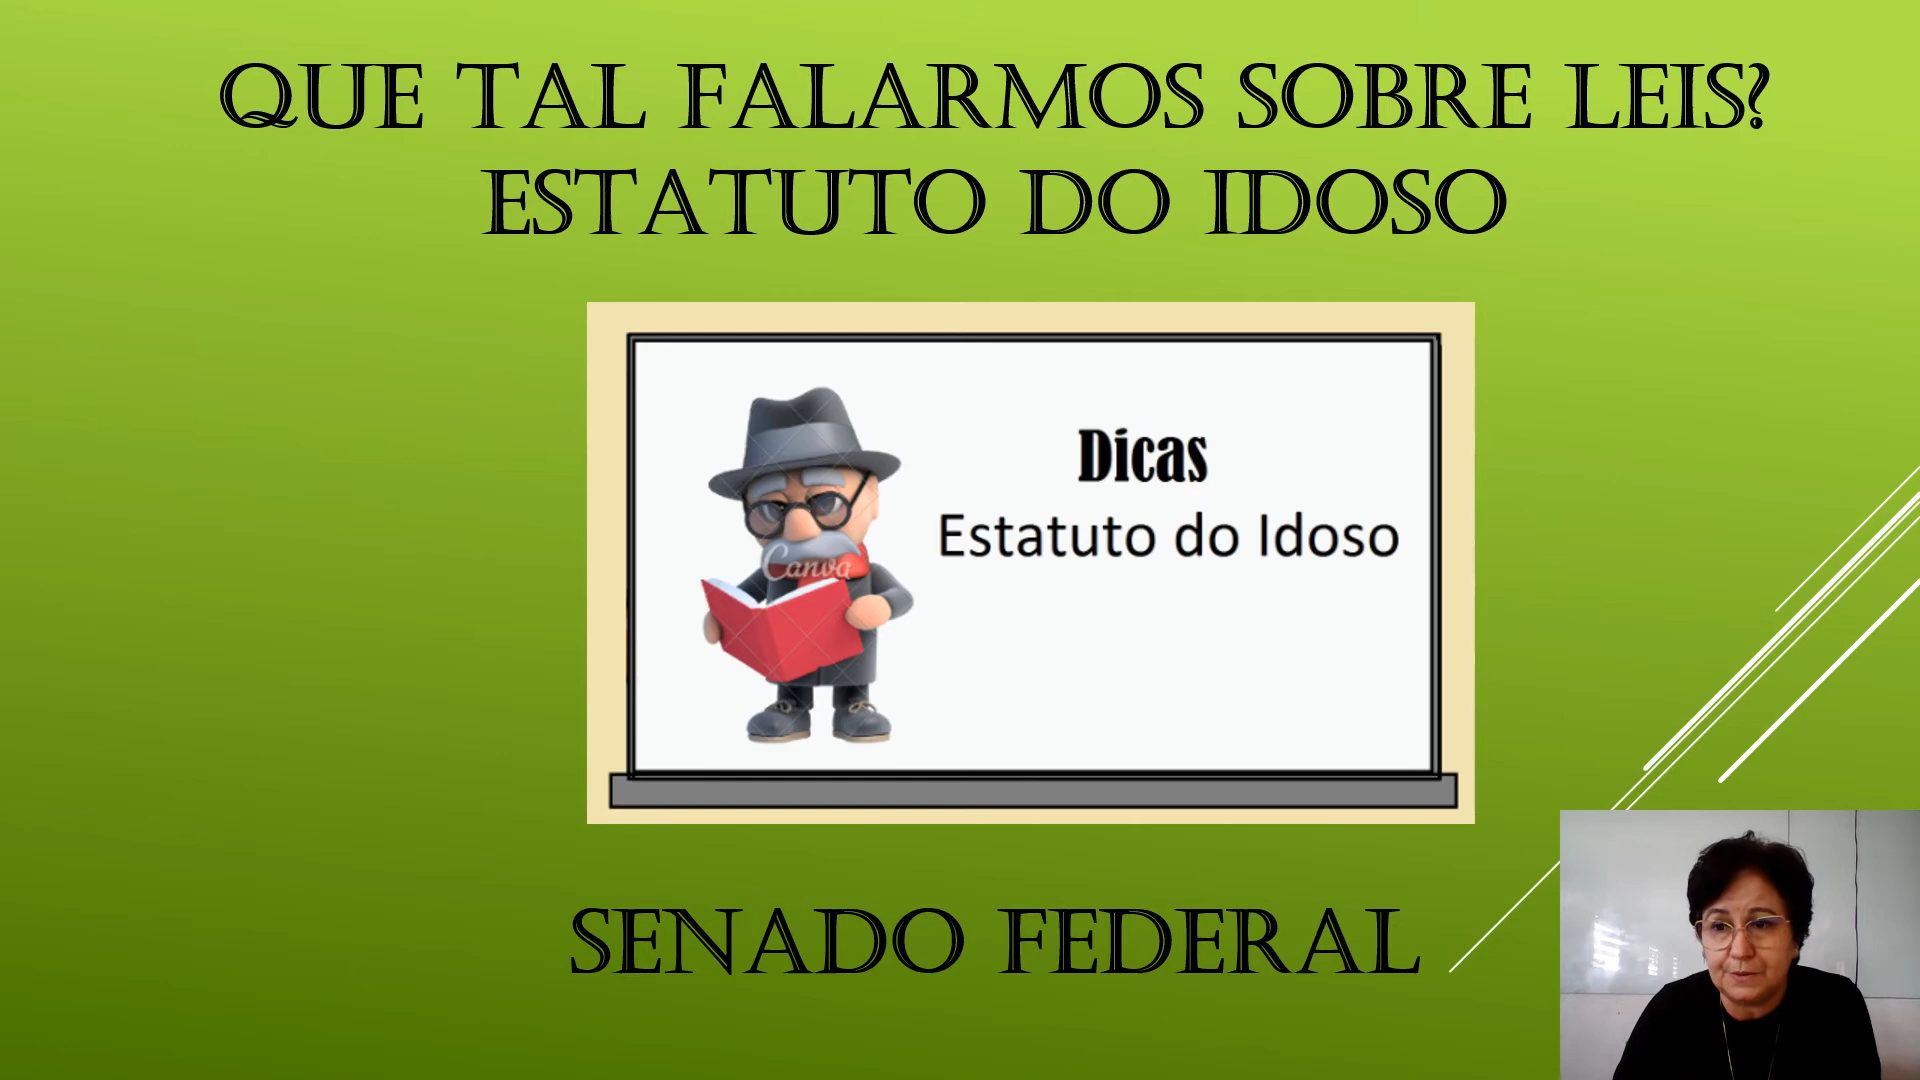 QUE TAL FALARMOS SOBRE LEIS?
ESTATUTO DO IDOSO
Dicas
Estatuto do Idoso
Canva
SENADO FEDERAL